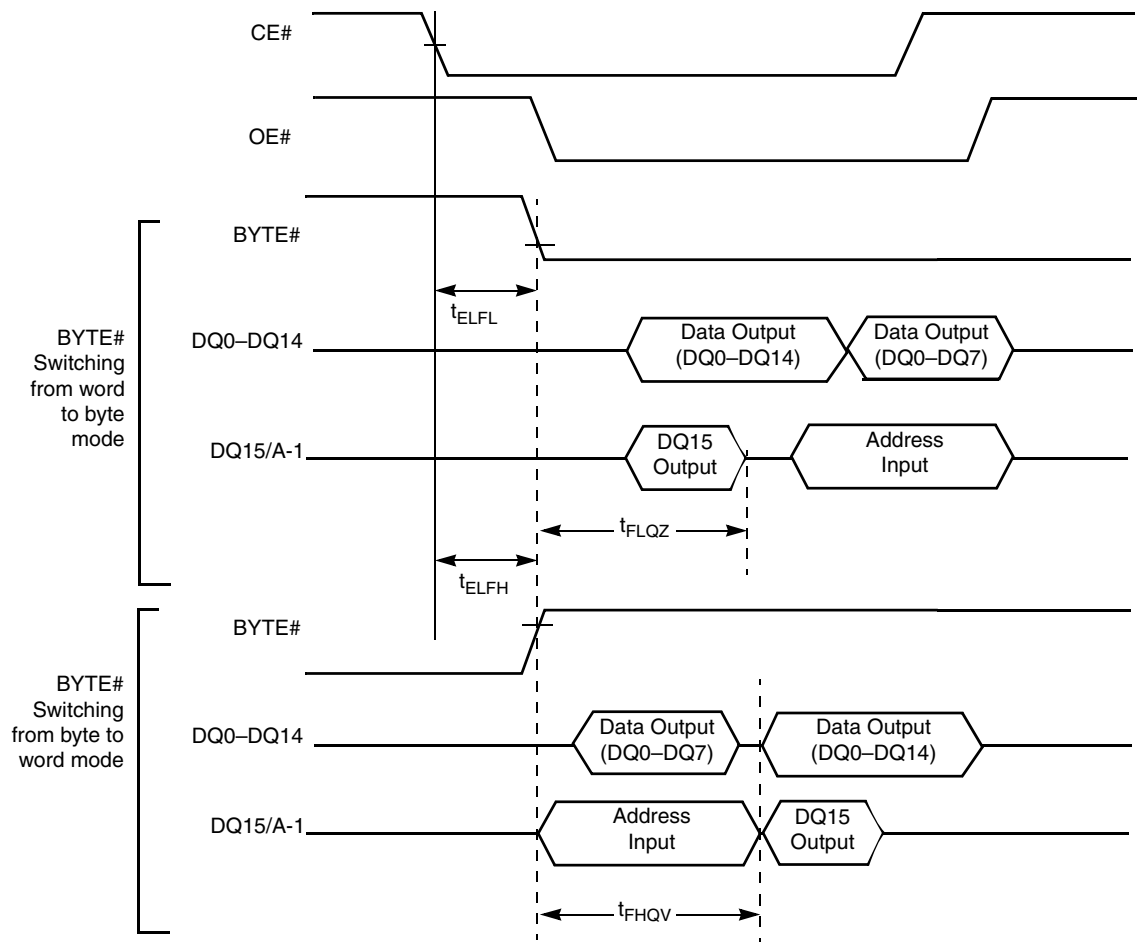 CE#
OE#
BYTE#
tELFL
BYTE#
Switching
from word
to byte
mode
DQ0–DQ14
Data Output
(DQ0–DQ14)
Data Output
(DQ0–DQ7)
DQ15/A-1
DQ15
Output
Address
Input
tFLQZ
tELFH
BYTE#
BYTE#
Switching
from byte to
word mode
DQ0–DQ14
Data Output
(DQ0–DQ7)
Data Output
(DQ0–DQ14)
DQ15/A-1
Address
Input
DQ15
Output
tFHQV